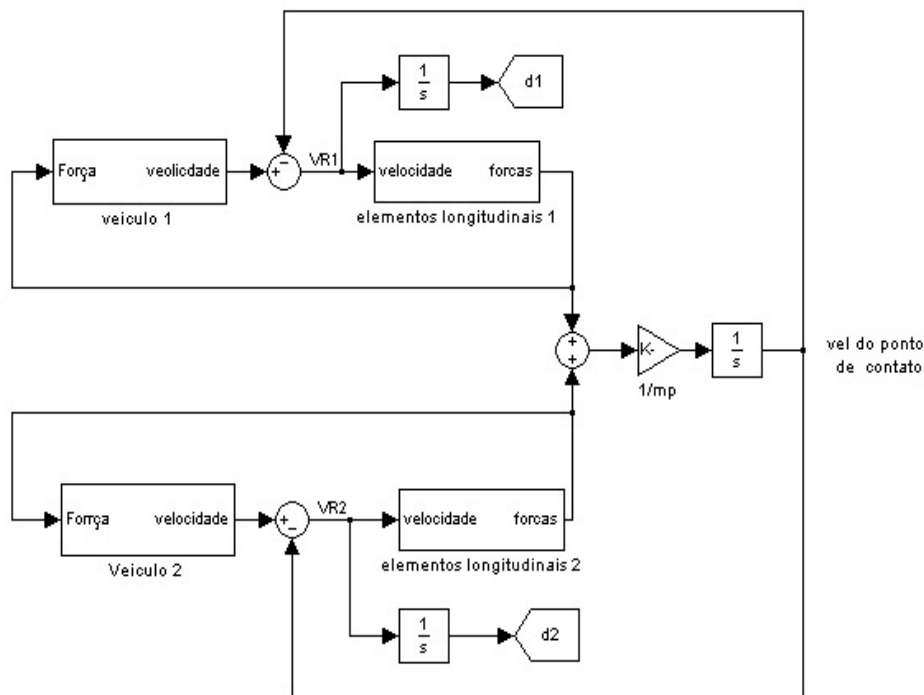 1
s
d1
Força
veolicdade
+
−
VR1
velocidade
forcas
veiculo 1
elementos longitudinais 1
+
+
K-
1
s
vel do ponto
de contato
1/mp
Forrça
velocidade
+
−
VR2
velocidade
forcas
Veiculo 2
elementos longitudinais 2
1
s
d2